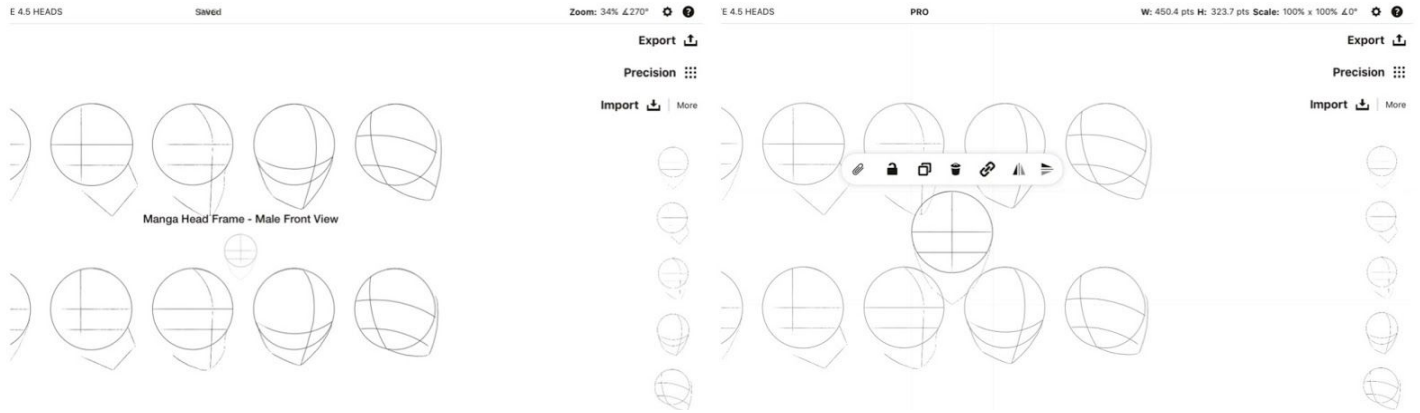 E 4.5 HEADS
Saved
Zoom: 34% ∡270°
Export
Precision
Import
More
Manga Head Frame - Male Front View
E 4.5 HEADS
PRO
W: 450.4 pts H: 323.7 pts Scale: 100% x 100% ∡0°
Export
Precision
Import
More